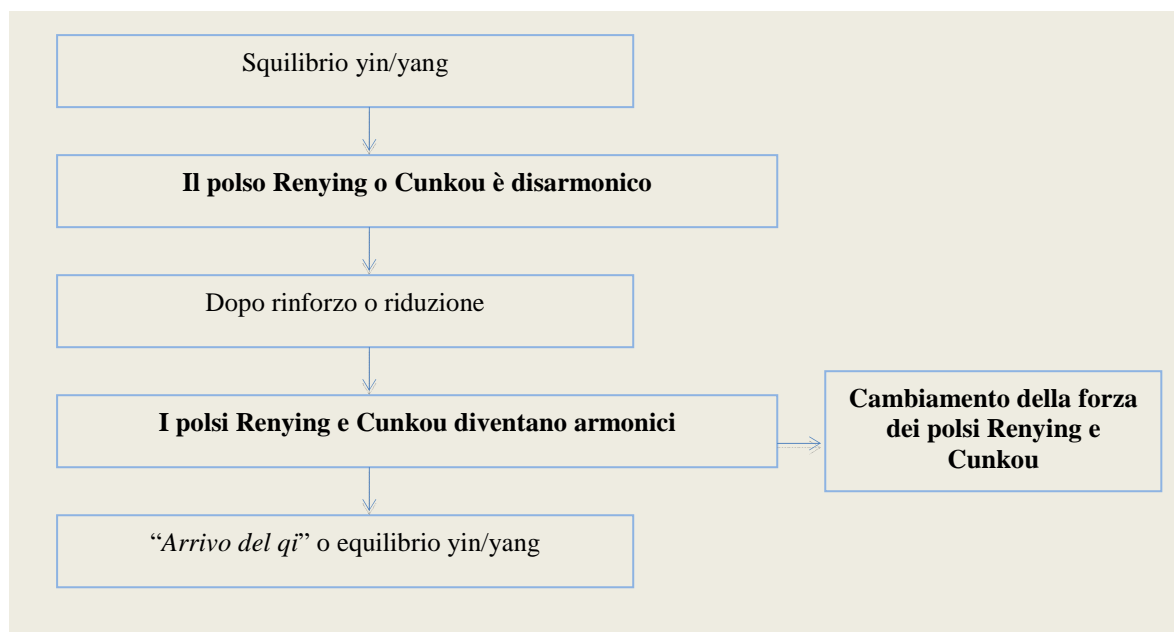 Squilibrio yin/yang
Il polso Renying o Cunkou è disarmonico
Dopo rinforzo o riduzione
I polsi Renying e Cunkou diventano armonici
Cambiamento della forza
dei polsi Renying e
Cunkou
“Arrivo del qi” o equilibrio yin/yang